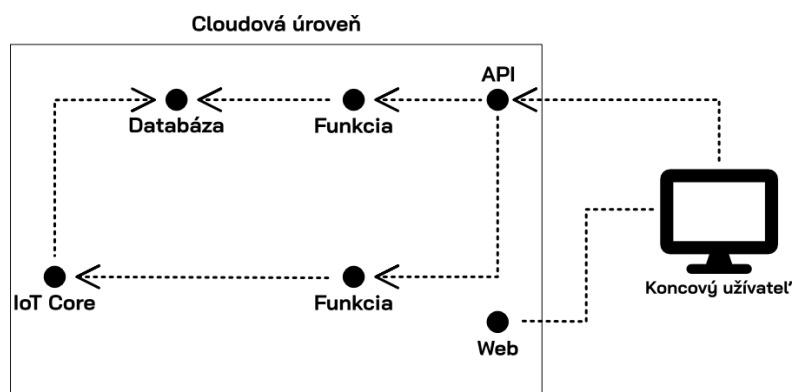 Cloudová úroveň
API
Databáza
Funkcia
IoT Core
Funkcia
Koncový užívateľ
Web